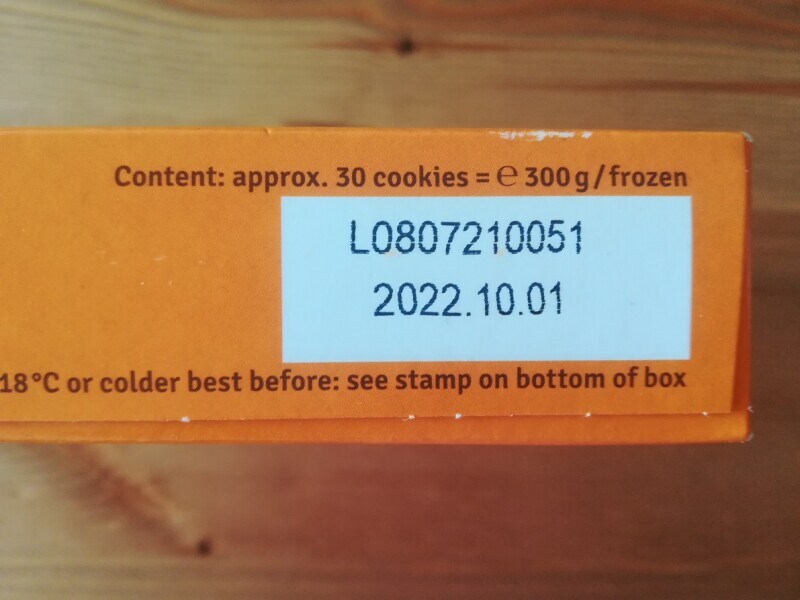 Content: approx. 30 cookies = ℮ 300 g / frozen
L0807210051
2022.10.01
18°C or colder best before: see stamp on bottom of box